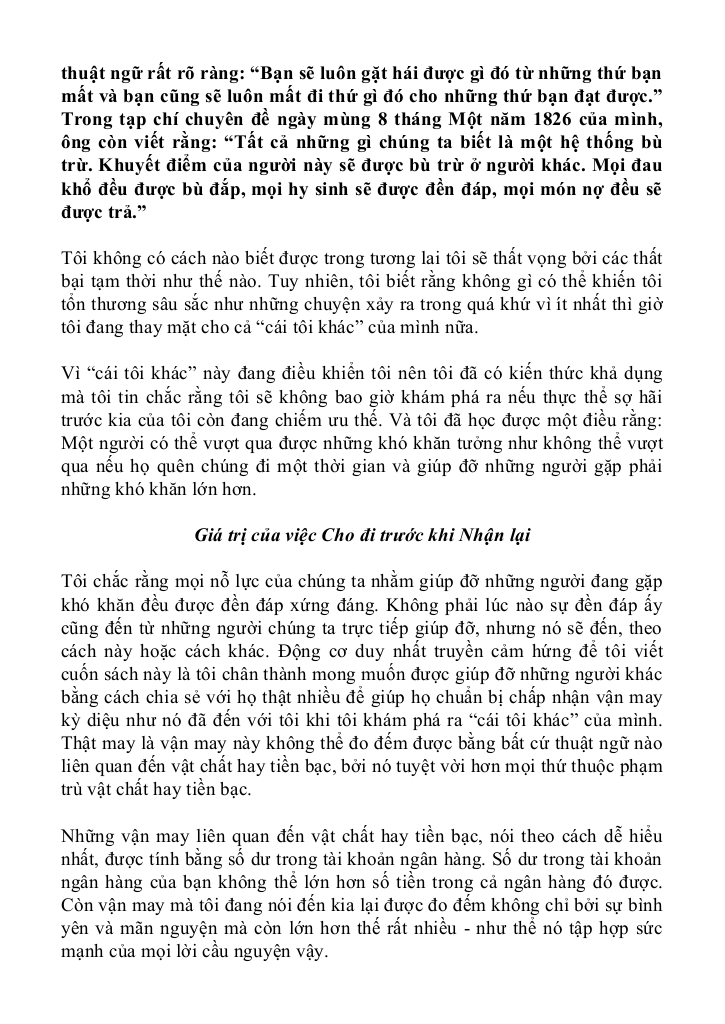 thuật ngữ rất rõ ràng: “Bạn sẽ luôn gặt hái được gì đó từ những thứ bạn
mất và bạn cũng sẽ luôn mất đi thứ gì đó cho những thứ bạn đạt được.”
Trong tạp chí chuyên đề ngày mùng 8 tháng Một năm 1826 của mình,
ông còn viết rằng: “Tất cả những gì chúng ta biết là một hệ thống bù
trừ. Khuyết điểm của người này sẽ được bù trừ ở người khác. Mọi đau
khổ đều được bù đắp, mọi hy sinh sẽ được đền đáp, mọi món nợ đều sẽ
được trả.”
Tôi không có cách nào biết được trong tương lai tôi sẽ thất vọng bởi các thất
bại tạm thời như thế nào. Tuy nhiên, tôi biết rằng không gì có thể khiến tôi
tổn thương sâu sắc như những chuyện xảy ra trong quá khứ vì ít nhất thì giờ
tôi đang thay mặt cho cả “cái tôi khác” của mình nữa.
Vì “cái tôi khác” này đang điều khiển tôi nên tôi đã có kiến thức khả dụng
mà tôi tin chắc rằng tôi sẽ không bao giờ khám phá ra nếu thực thể sợ hãi
trước kia của tôi còn đang chiếm ưu thế. Và tôi đã học được một điều rằng:
Một người có thể vượt qua được những khó khăn tưởng như không thể vượt
qua nếu họ quên chúng đi một thời gian và giúp đỡ những người gặp phải
những khó khăn lớn hơn.
Giá trị của việc Cho đi trước khi Nhận lại
Tôi chắc rằng mọi nỗ lực của chúng ta nhằm giúp đỡ những người đang gặp
khó khăn đều được đền đáp xứng đáng. Không phải lúc nào sự đền đáp ấy
cũng đến từ những người chúng ta trực tiếp giúp đỡ, nhưng nó sẽ đến, theo
cách này hoặc cách khác. Động cơ duy nhất truyền cảm hứng để tôi viết
cuốn sách này là tôi chân thành mong muốn được giúp đỡ những người khác
bằng cách chia sẻ với họ thật nhiều để giúp họ chuẩn bị chấp nhận vận may
kỳ diệu như nó đã đến với tôi khi tôi khám phá ra “cái tôi khác” của mình.
Thật may là vận may này không thể đo đếm được bằng bất cứ thuật ngữ nào
liên quan đến vật chất hay tiền bạc, bởi nó tuyệt vời hơn mọi thứ thuộc phạm
trù vật chất hay tiền bạc.
Những vận may liên quan đến vật chất hay tiền bạc, nói theo cách dễ hiểu
nhất, được tính bằng số dư trong tài khoản ngân hàng. Số dư trong tài khoản
ngân hàng của bạn không thể lớn hơn số tiền trong cả ngân hàng đó được.
Còn vận may mà tôi đang nói đến kia lại được đo đếm không chỉ bởi sự bình
yên và mãn nguyện mà còn lớn hơn thế rất nhiều - như thể nó tập hợp sức
mạnh của mọi lời cầu nguyện vậy.